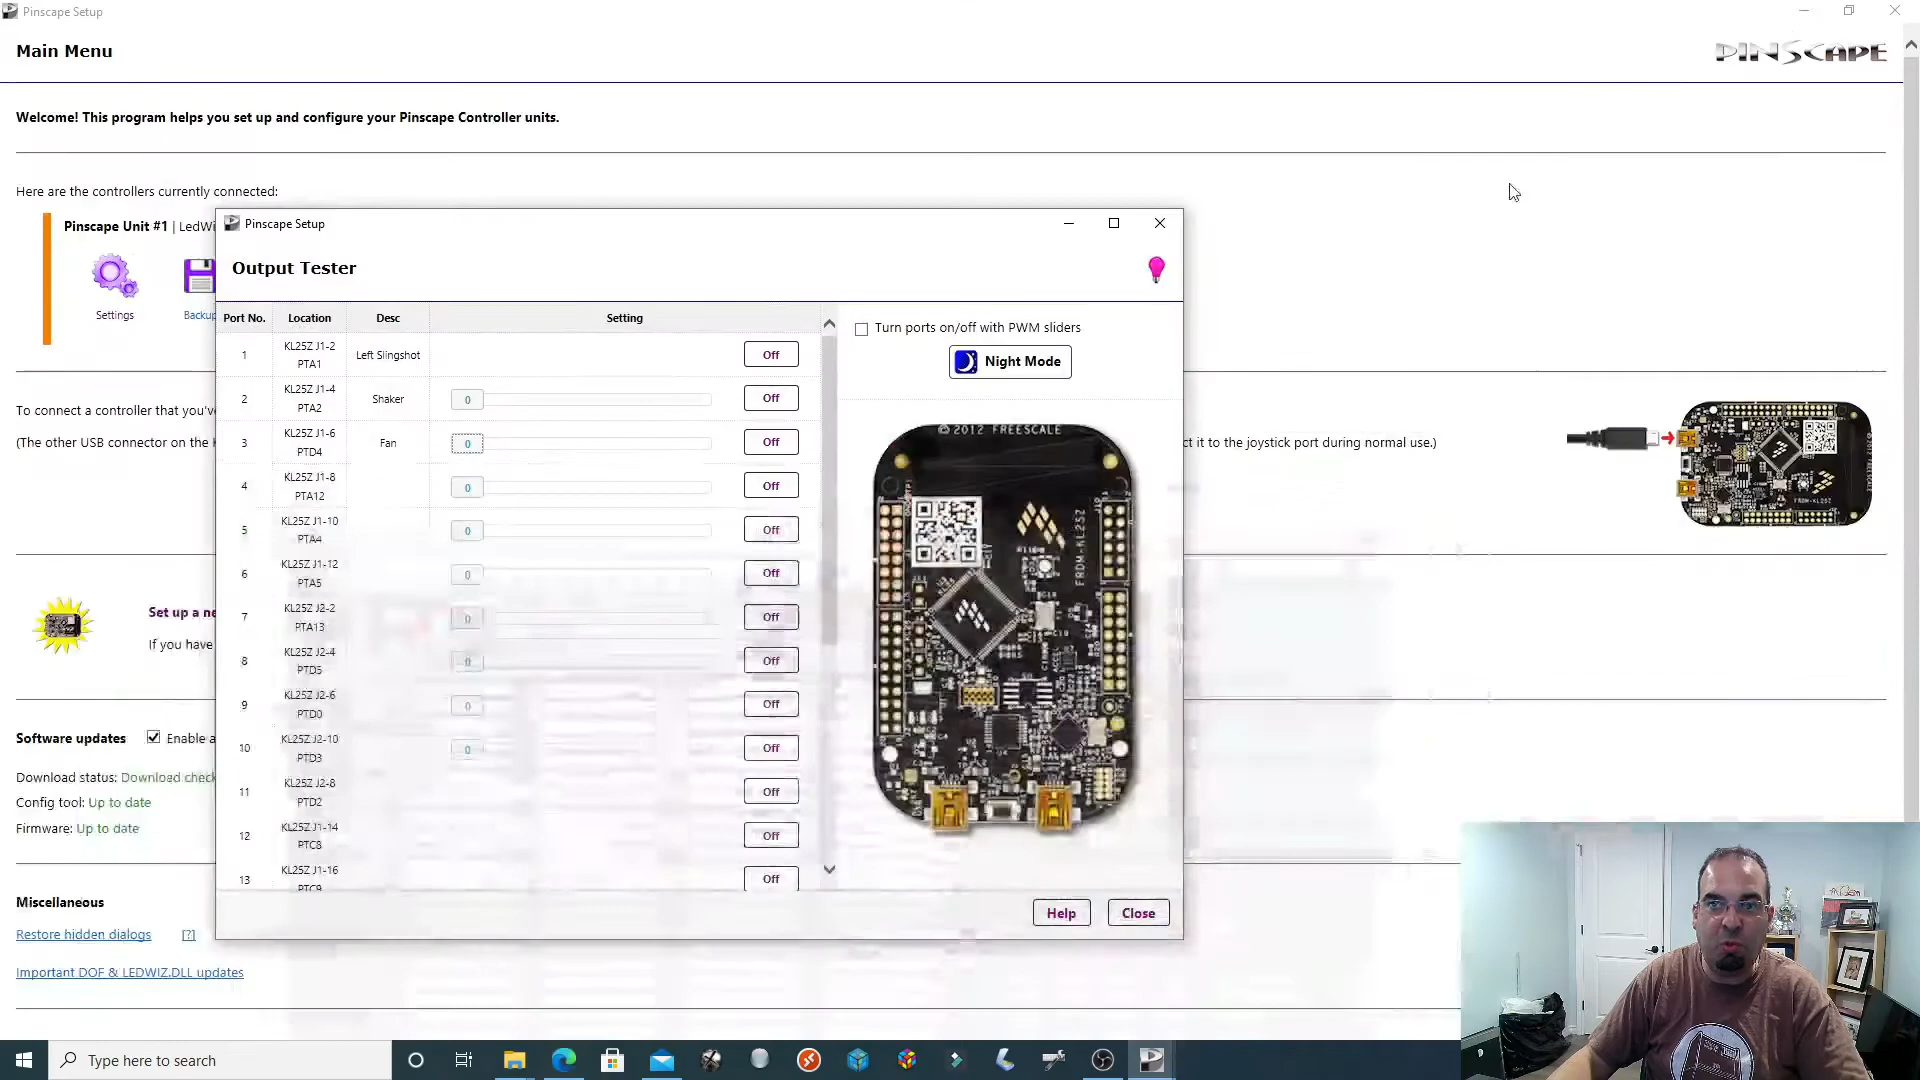 Pinscape Setup
Main Menu
PINSCAPE
Welcome! This program helps you set up and configure your Pinscape Controller units.
Here are the controllers currently connected:
Pinscape Unit #1 | LedWi
Settings
Backup
To connect a controller that you've
(The other USB connector on the K
ct it to the joystick port during normal use.)
Set up a ne
If you have
Software updates
Enable a
Download status: Download check
Config tool: Up to date
Firmware: Up to date
Miscellaneous
Restore hidden dialogs [?]
Important DOF & LEDWIZ.DLL updates
Pinscape Setup
Output Tester
Port No. Location Desc Setting
1 KL25Z J1-2 PTA1 Left Slingshot Off
2 KL25Z J1-4 PTA2 Shaker 0 Off
3 KL25Z J1-6 PTD4 Fan 0 Off
4 KL25Z J1-8 PTA12 0 Off
5 KL25Z J1-10 PTA4 0 Off
6 KL25Z J1-12 PTA5 0 Off
7 KL25Z J2-2 PTA13 0 Off
8 KL25Z J2-4 PTD5 0 Off
9 KL25Z J2-6 PTD0 0 Off
10 KL25Z J2-10 PTD3 0 Off
11 KL25Z J2-8 PTD2 Off
12 KL25Z J1-14 PTC8 Off
13 KL25Z J1-16 PTC9 Off
Turn ports on/off with PWM sliders
Night Mode
© 2012 FREESCALE
FRDM-KL25Z
Help
Close
FRDM-KL25Z
Type here to search